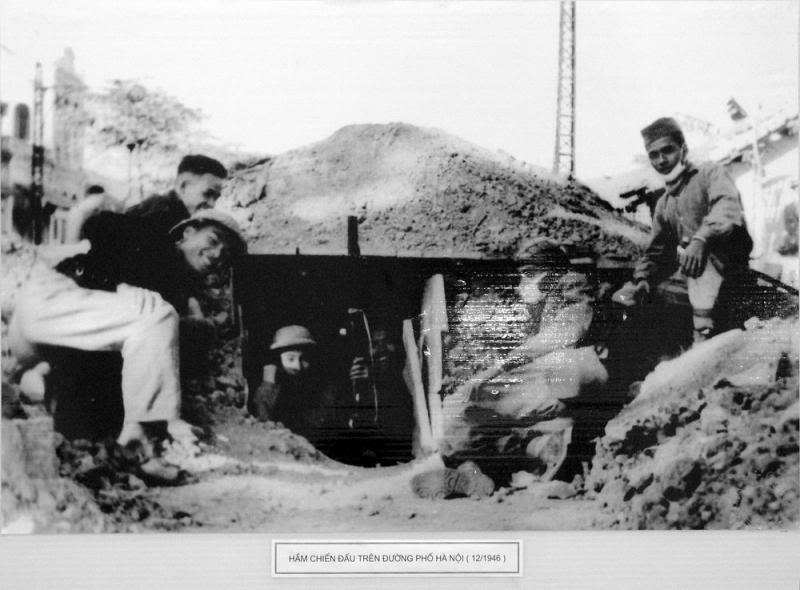 HẦM CHIẾN ĐẤU TRÊN ĐƯỜNG PHỐ HÀ NỘI ( 12/1946 )